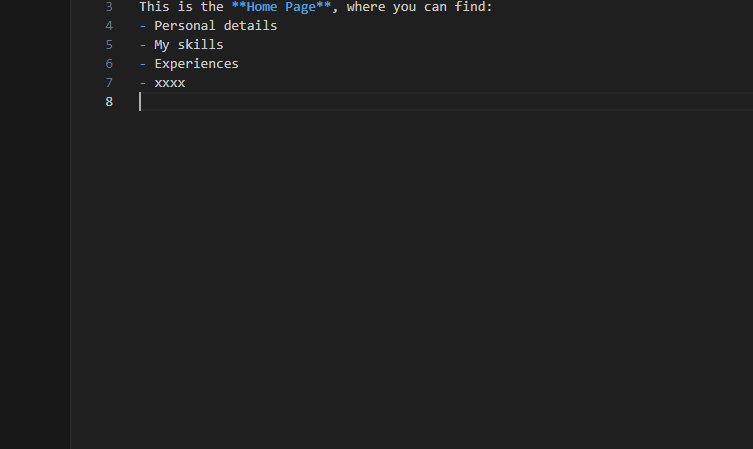 3 This is the **Home Page**, where you can find:
4 - Personal details
5 - My skills
6 - Experiences
7 - xxxx
8